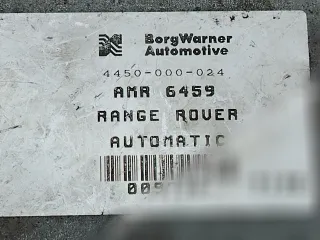 BorgWarner
Automotive
4450-000-024
AMR 6459
RANGE ROVER
AUTOMATIC